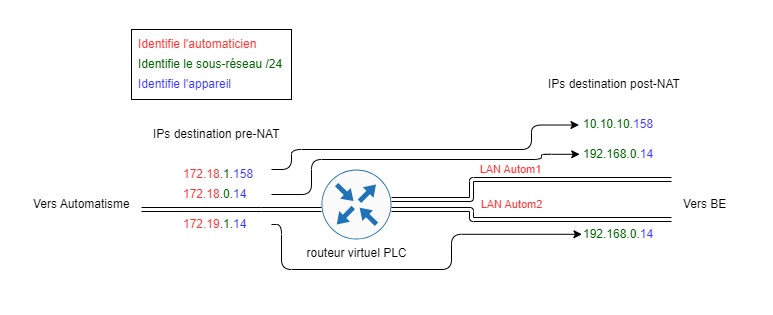 Identifie l'automaticien
Identifie le sous-réseau /24
Identifie l'appareil
IPs destination post-NAT
IPs destination pre-NAT
10.10.10.158
192.168.0.14
172.18.1.158
172.18.0.14
LAN Autom1
Vers Automatisme
LAN Autom2
Vers BE
172.19.1.14
192.168.0.14
routeur virtuel PLC